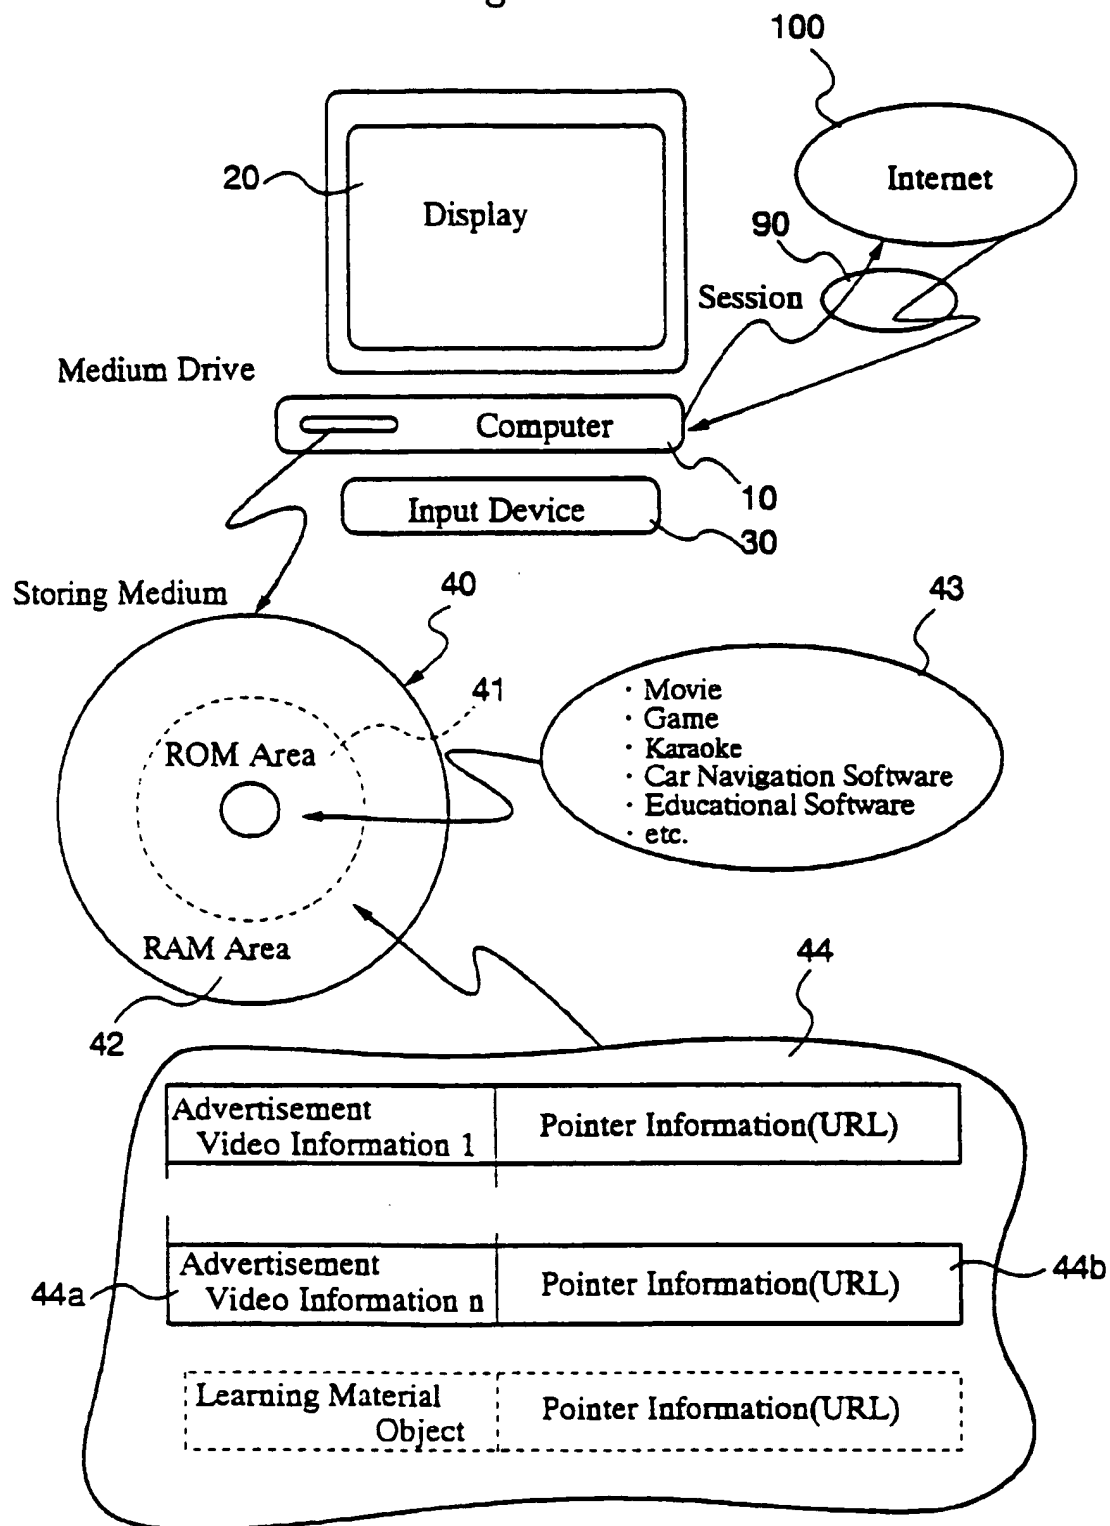 100
20
Display
Internet
90
Session
Medium Drive
Computer
10
Input Device
30
Storing Medium
40
43
41
ROM Area
· Movie
· Game
· Karaoke
· Car Navigation Software
· Educational Software
· etc.
RAM Area
42
44
Advertisement
Video Information 1
Pointer Information(URL)
Advertisement
Video Information n
Pointer Information(URL)
44a
44b
Learning Material
Object
Pointer Information(URL)